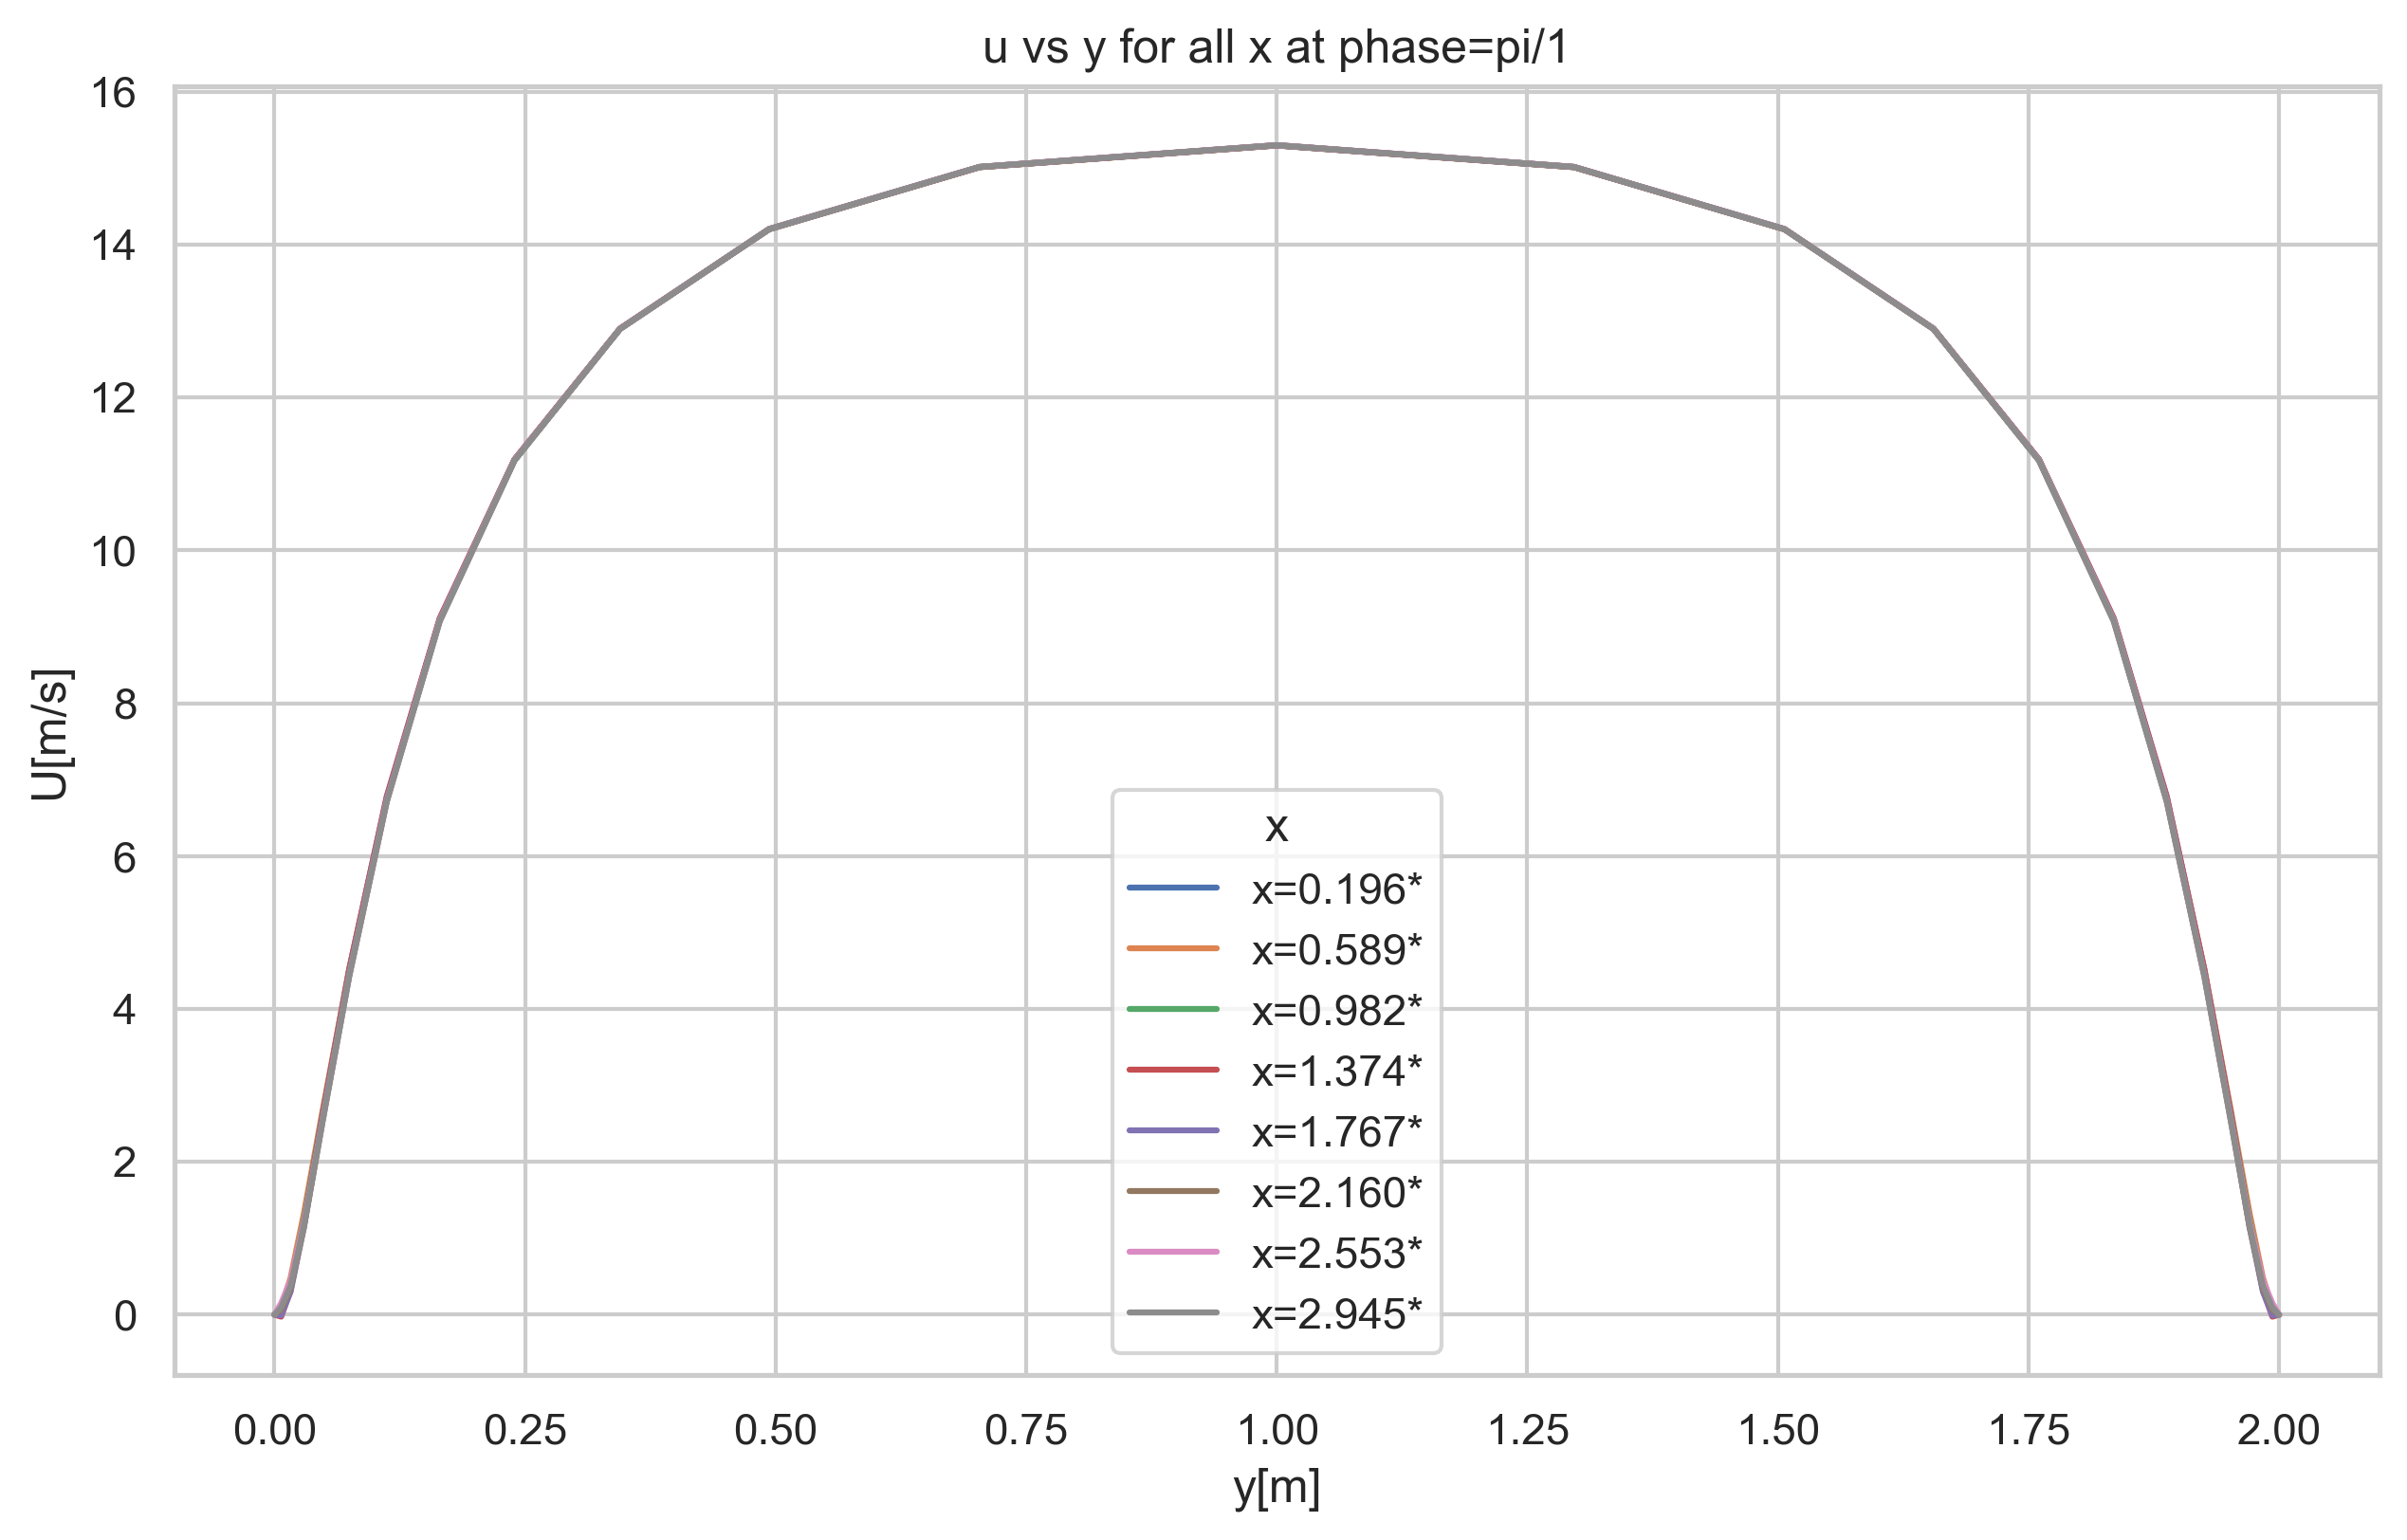 u vs y for all x at phase=pi/1
16
14
12
10
8
6
4
2
0
U[m/s]
x
x=0.196*
x=0.589*
x=0.982*
x=1.374*
x=1.767*
x=2.160*
x=2.553*
x=2.945*
0.00 0.25 0.50 0.75 1.00 1.25 1.50 1.75 2.00
y[m]